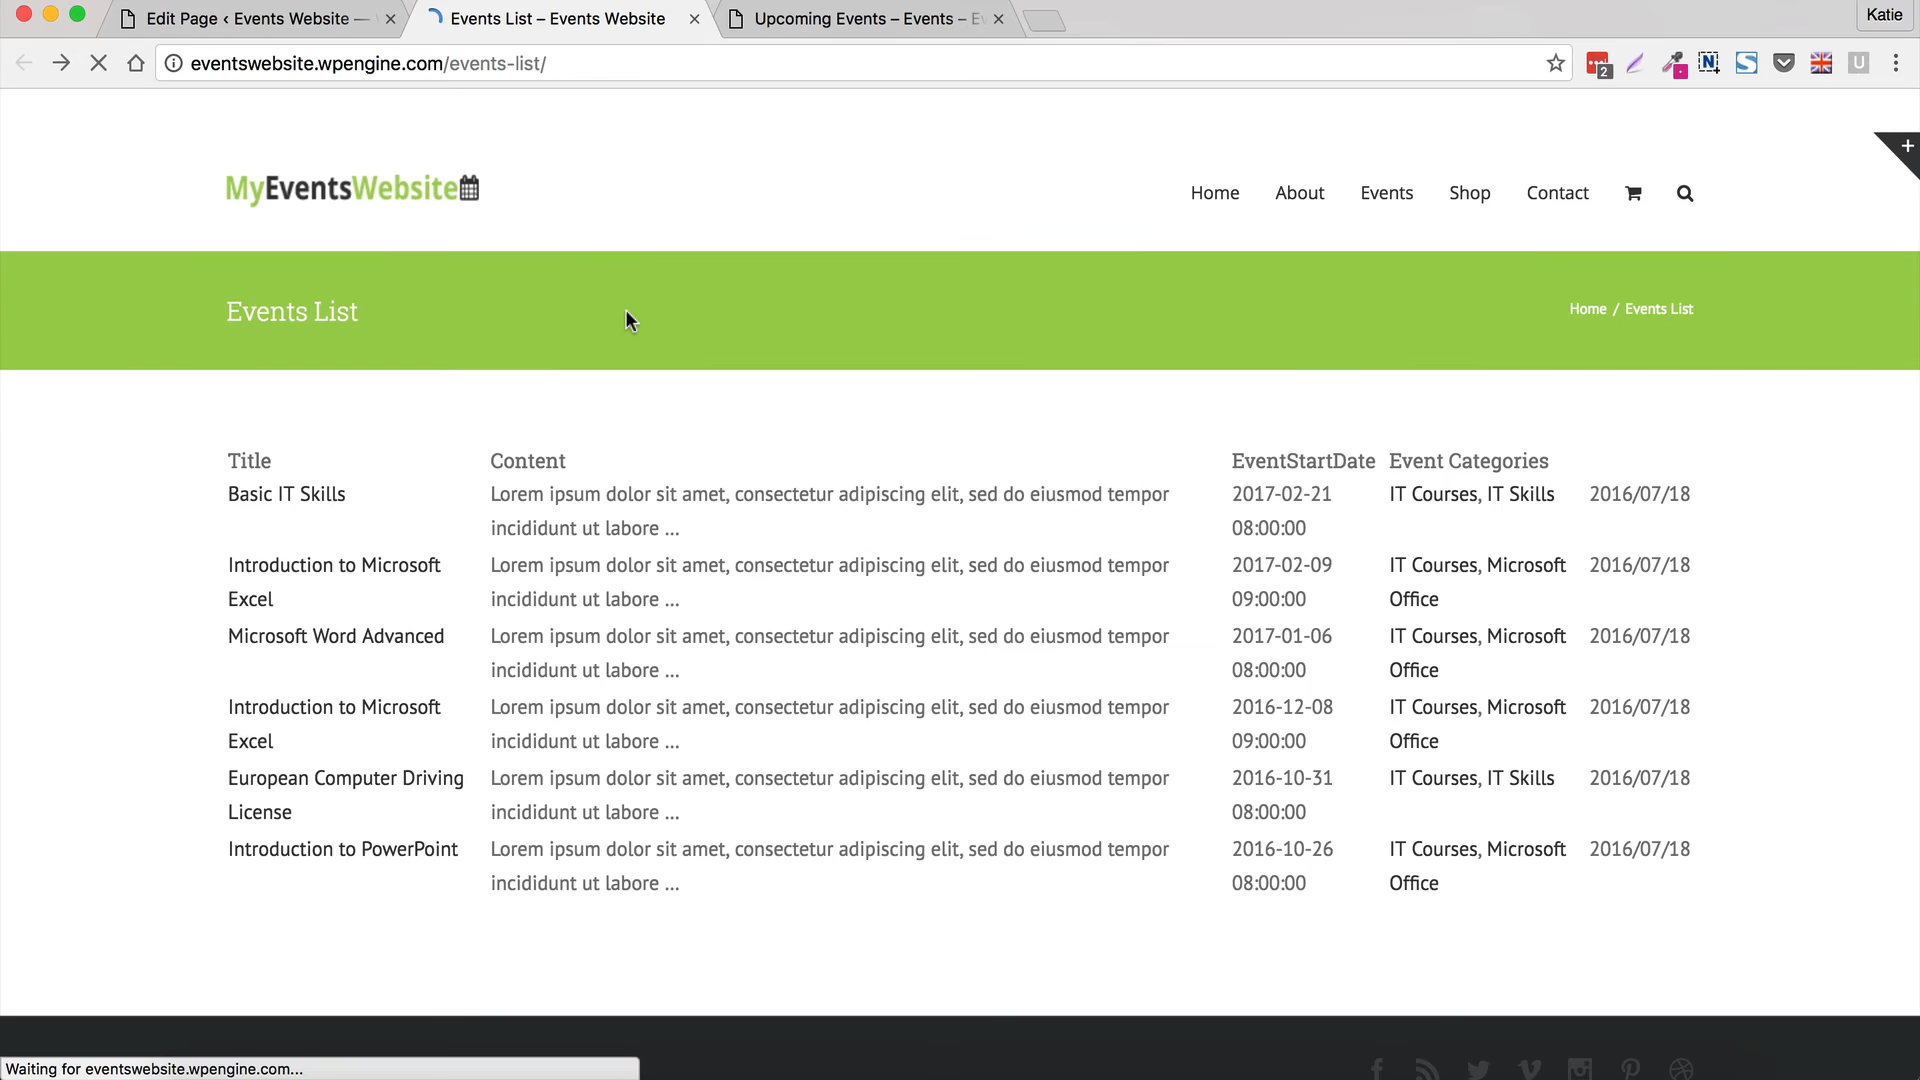 Edit Page ‹ Events Website —
Events List – Events Website
Upcoming Events – Events –
Katie
eventswebsite.wpengine.com/events-list/
2
N
S
U
MyEventsWebsite
Home About Events Shop Contact
+
Events List
Home / Events List
Title Content EventStartDate Event Categories
Basic IT Skills Lorem ipsum dolor sit amet, consectetur adipiscing elit, sed do eiusmod tempor 2017-02-21 IT Courses, IT Skills 2016/07/18
incididunt ut labore ... 08:00:00
Introduction to Microsoft Lorem ipsum dolor sit amet, consectetur adipiscing elit, sed do eiusmod tempor 2017-02-09 IT Courses, Microsoft 2016/07/18
Excel incididunt ut labore ... 09:00:00 Office
Microsoft Word Advanced Lorem ipsum dolor sit amet, consectetur adipiscing elit, sed do eiusmod tempor 2017-01-06 IT Courses, Microsoft 2016/07/18
incididunt ut labore ... 08:00:00 Office
Introduction to Microsoft Lorem ipsum dolor sit amet, consectetur adipiscing elit, sed do eiusmod tempor 2016-12-08 IT Courses, Microsoft 2016/07/18
Excel incididunt ut labore ... 09:00:00 Office
European Computer Driving Lorem ipsum dolor sit amet, consectetur adipiscing elit, sed do eiusmod tempor 2016-10-31 IT Courses, IT Skills 2016/07/18
License incididunt ut labore ... 08:00:00
Introduction to PowerPoint Lorem ipsum dolor sit amet, consectetur adipiscing elit, sed do eiusmod tempor 2016-10-26 IT Courses, Microsoft 2016/07/18
incididunt ut labore ... 08:00:00 Office
Waiting for eventswebsite.wpengine.com...